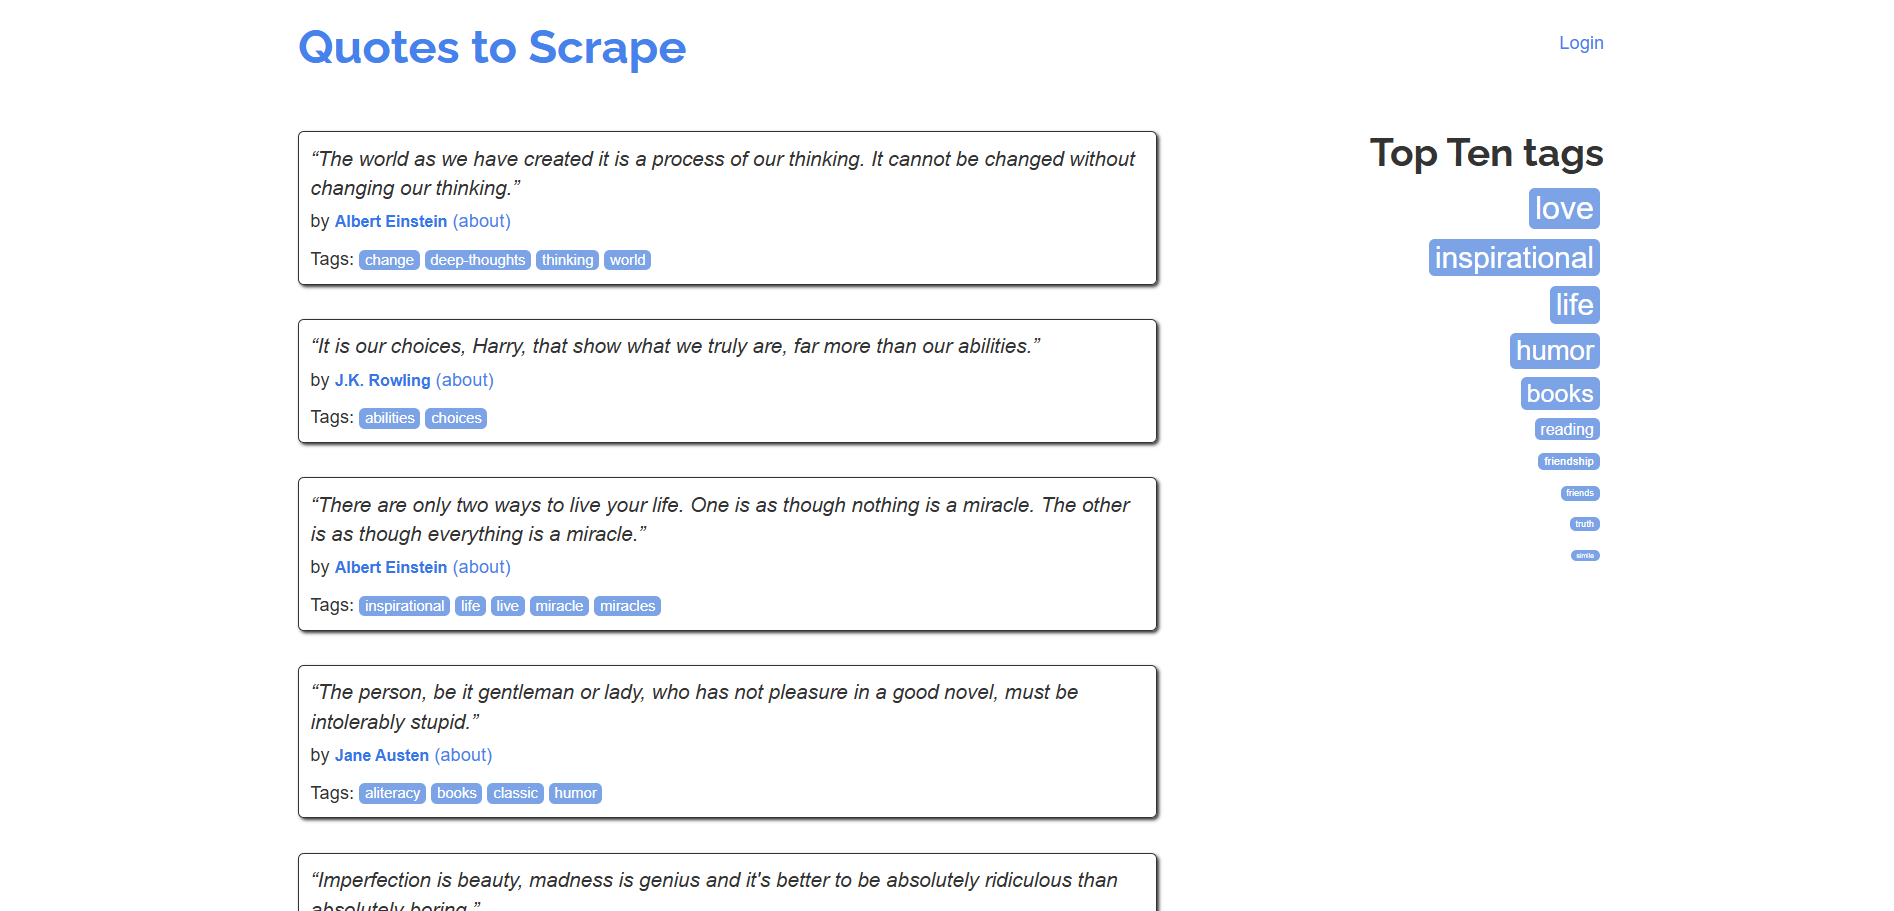 Quotes to Scrape
Login
“The world as we have created it is a process of our thinking. It cannot be changed without
changing our thinking.”
by Albert Einstein (about)
Tags: change deep-thoughts thinking world
“It is our choices, Harry, that show what we truly are, far more than our abilities.”
by J.K. Rowling (about)
Tags: abilities choices
“There are only two ways to live your life. One is as though nothing is a miracle. The other
is as though everything is a miracle.”
by Albert Einstein (about)
Tags: inspirational life live miracle miracles
“The person, be it gentleman or lady, who has not pleasure in a good novel, must be
intolerably stupid.”
by Jane Austen (about)
Tags: aliteracy books classic humor
“Imperfection is beauty, madness is genius and it's better to be absolutely ridiculous than
absolutely boring.”
Top Ten tags
love
inspirational
life
humor
books
reading
friendship
friends
truth
simile